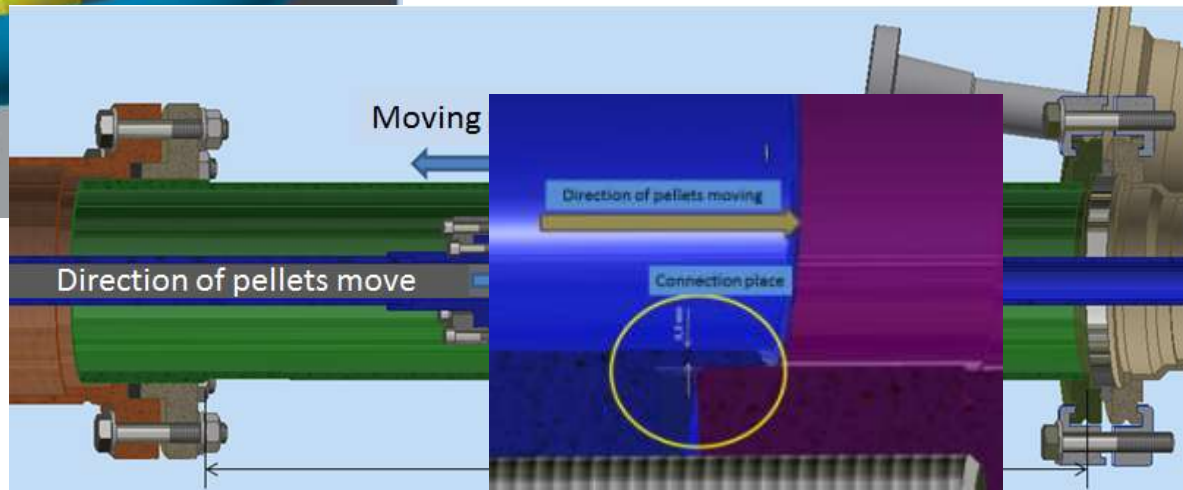 Moving
Direction of pellets moving
Connection place
Direction of pellets move